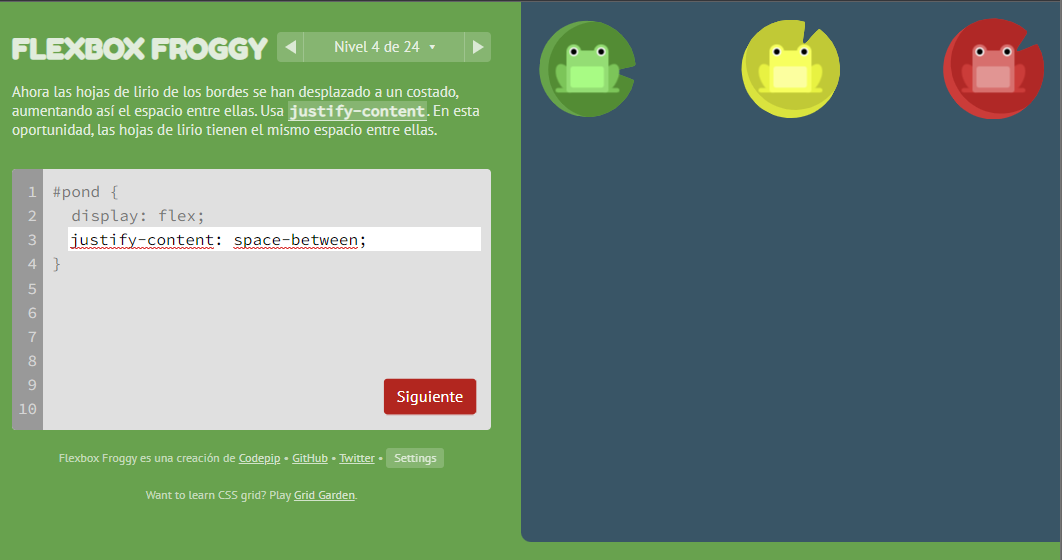 FLEXBOX FROGGY
Nivel 4 de 24
Ahora las hojas de lirio de los bordes se han desplazado a un costado,
aumentando así el espacio entre ellas. Usa justify-content. En esta
oportunidad, las hojas de lirio tienen el mismo espacio entre ellas.
1 #pond {
2 display: flex;
3 justify-content: space-between;
4 }
5
6
7
8
9
10
Siguiente
Flexbox Froggy es una creación de Codepip • GitHub • Twitter • Settings
Want to learn CSS grid? Play Grid Garden.